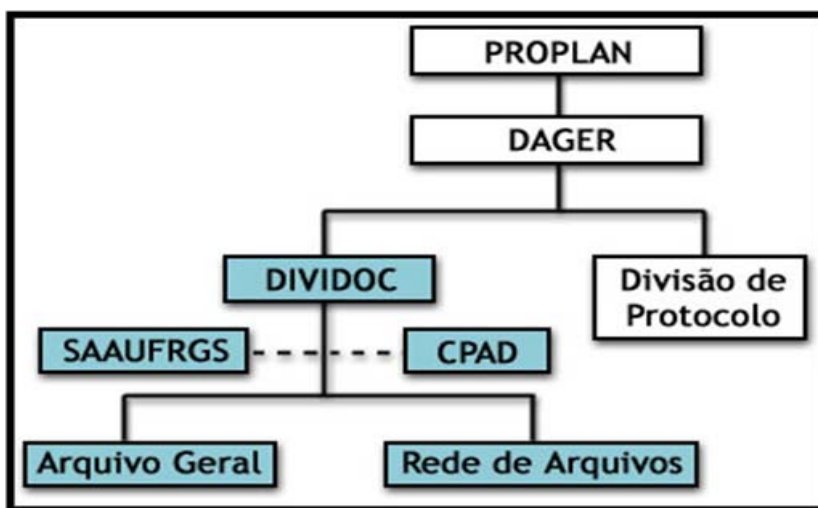 PROPLAN
DAGER
DIVIDOC
Divisão de
Protocolo
SAAUFRGS
CPAD
Arquivo Geral
Rede de Arquivos